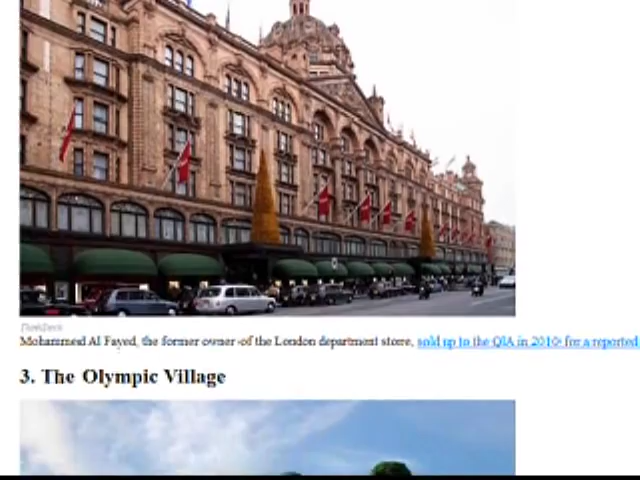 Mohammed Al Fayed, the former owner of the London department store, sold up to the QIA in 2010 for a reported
3. The Olympic Village